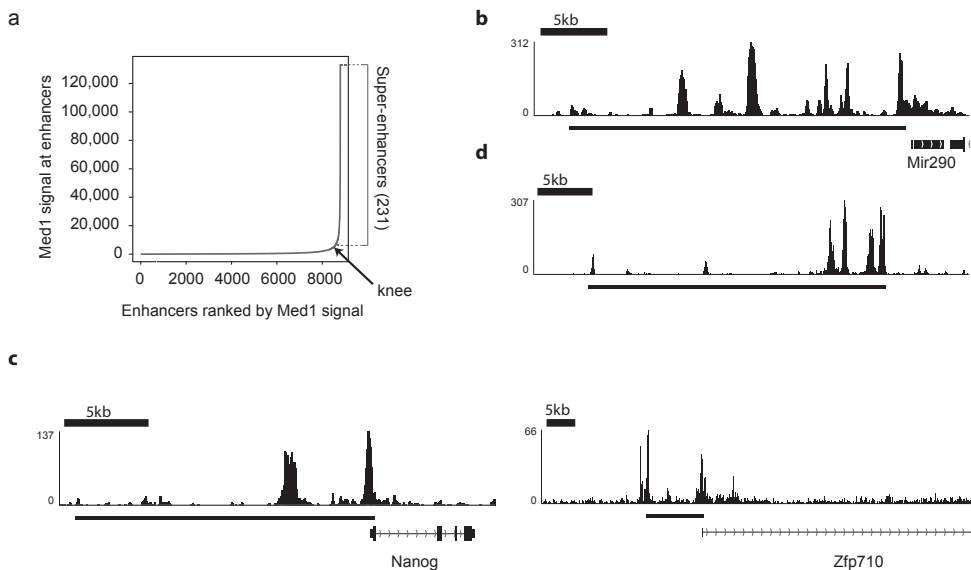 a
Med1 signal at enhancers
120,000
100,000
80,000
60,000
40,000
20,000
0
0 2000 4000 6000 8000
Enhancers ranked by Med1 signal
Super-enhancers (231)
knee
b
5kb
312
0
Mir290
d
5kb
307
0
c
5kb
137
0
Nanog
5kb
66
0
Zfp710